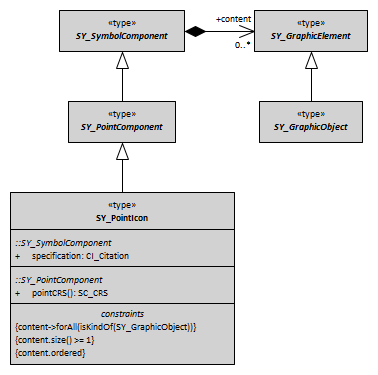 «type»
SY_SymbolComponent
+content
0..*
«type»
SY_GraphicElement
«type»
SY_PointComponent
«type»
SY_GraphicObject
«type»
SY_PointIcon
::SY_SymbolComponent
+ specification: CI_Citation
::SY_PointComponent
+ pointCRS(): SC_CRS
constraints
{content->forAll(isKindOf(SY_GraphicObject))}
{content.size() >= 1}
{content.ordered}